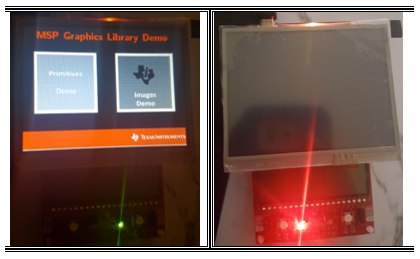 MSP Graphics Library Demo
Primitives
Demo
Images
Demo
TEXAS INSTRUMENTS